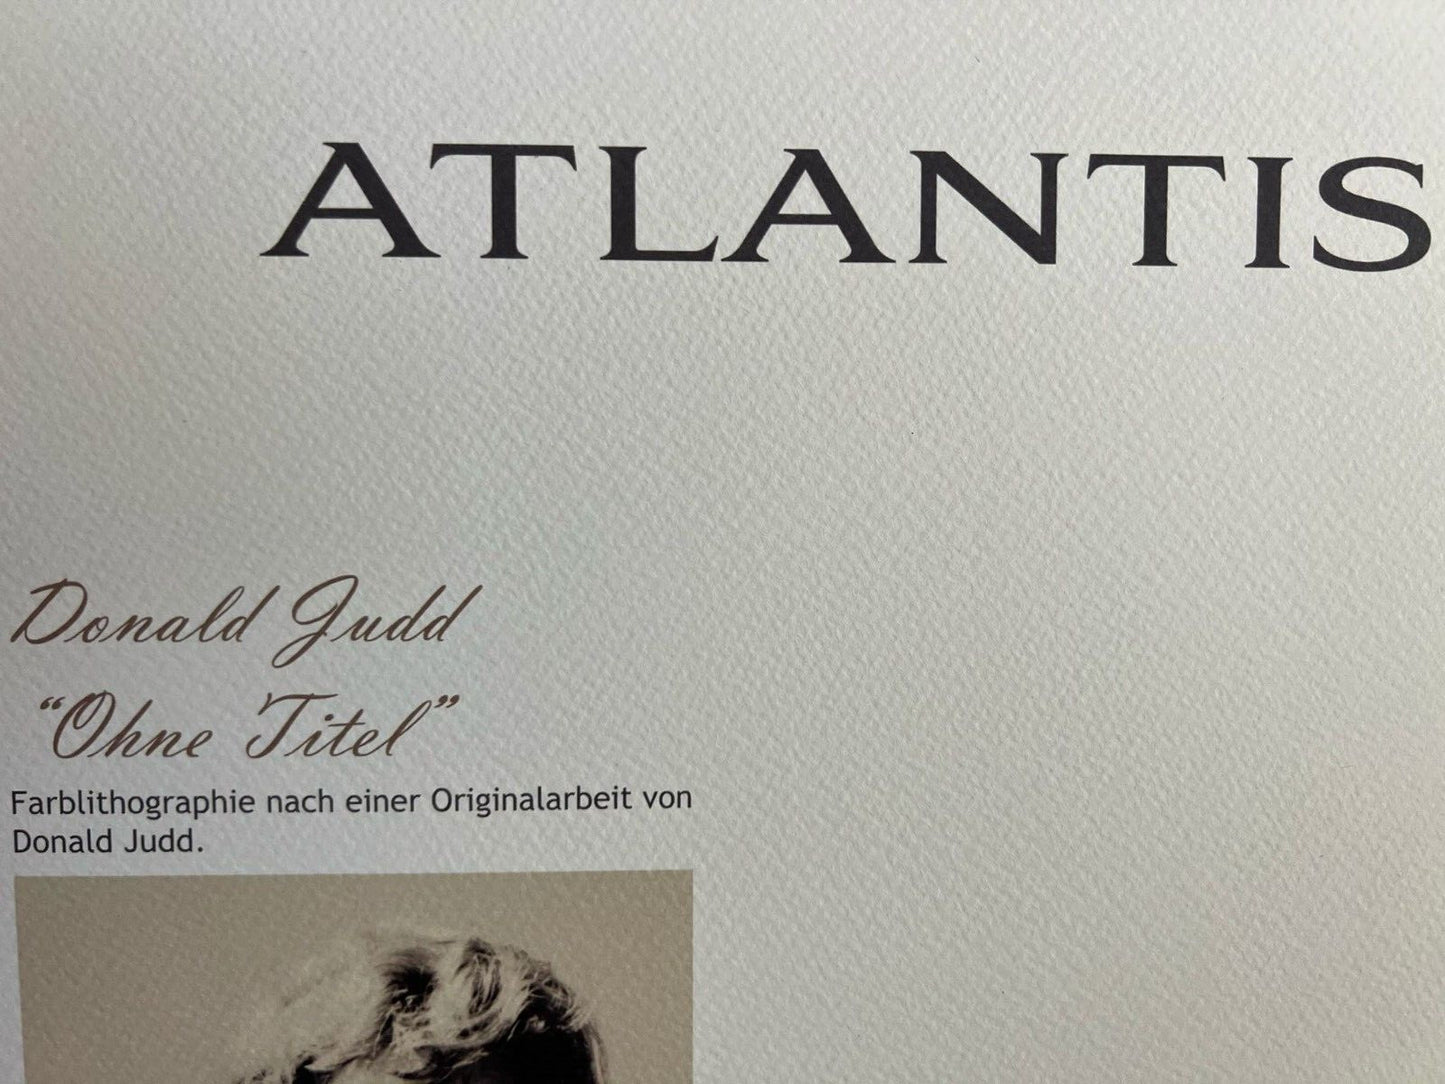 ATLANTIS
Donald Judd
“Ohne Titel”
Farblithographie nach einer Originalarbeit von
Donald Judd.